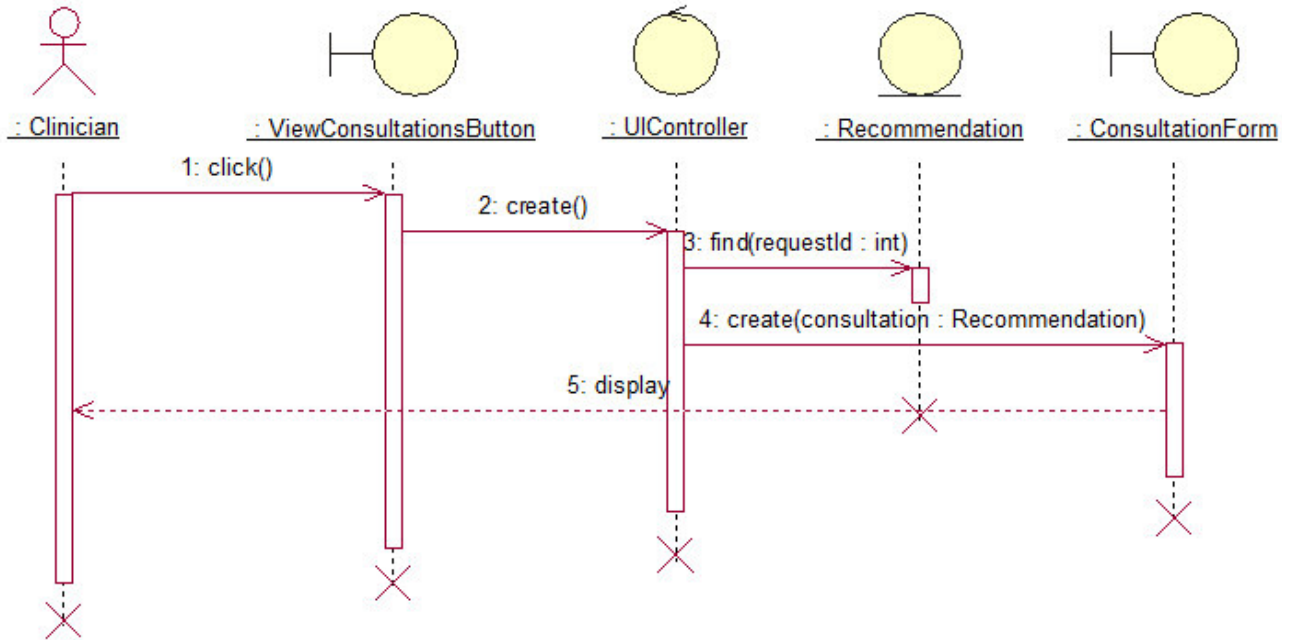 : Clinician
: ViewConsultationsButton
: UIController
: Recommendation
: ConsultationForm
1: click()
2: create()
3: find(requestId : int)
4: create(consultation : Recommendation)
5: display